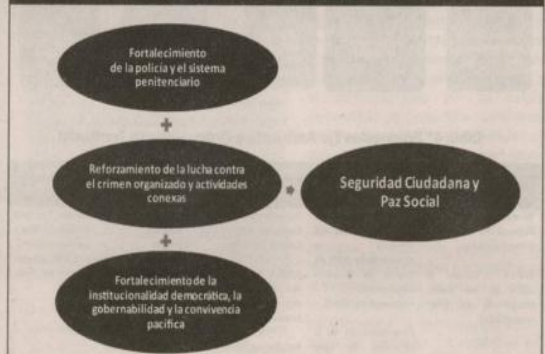 Fortalecimiento
de la policía y el sistema
penitenciario
+
Reforzamiento de la lucha contra
el crimen organizado y actividades
conexas
Seguridad Ciudadana y
Paz Social
+
Fortalecimiento de la
institucionalidad democrática, la
gobernabilidad y la convivencia
pacífica